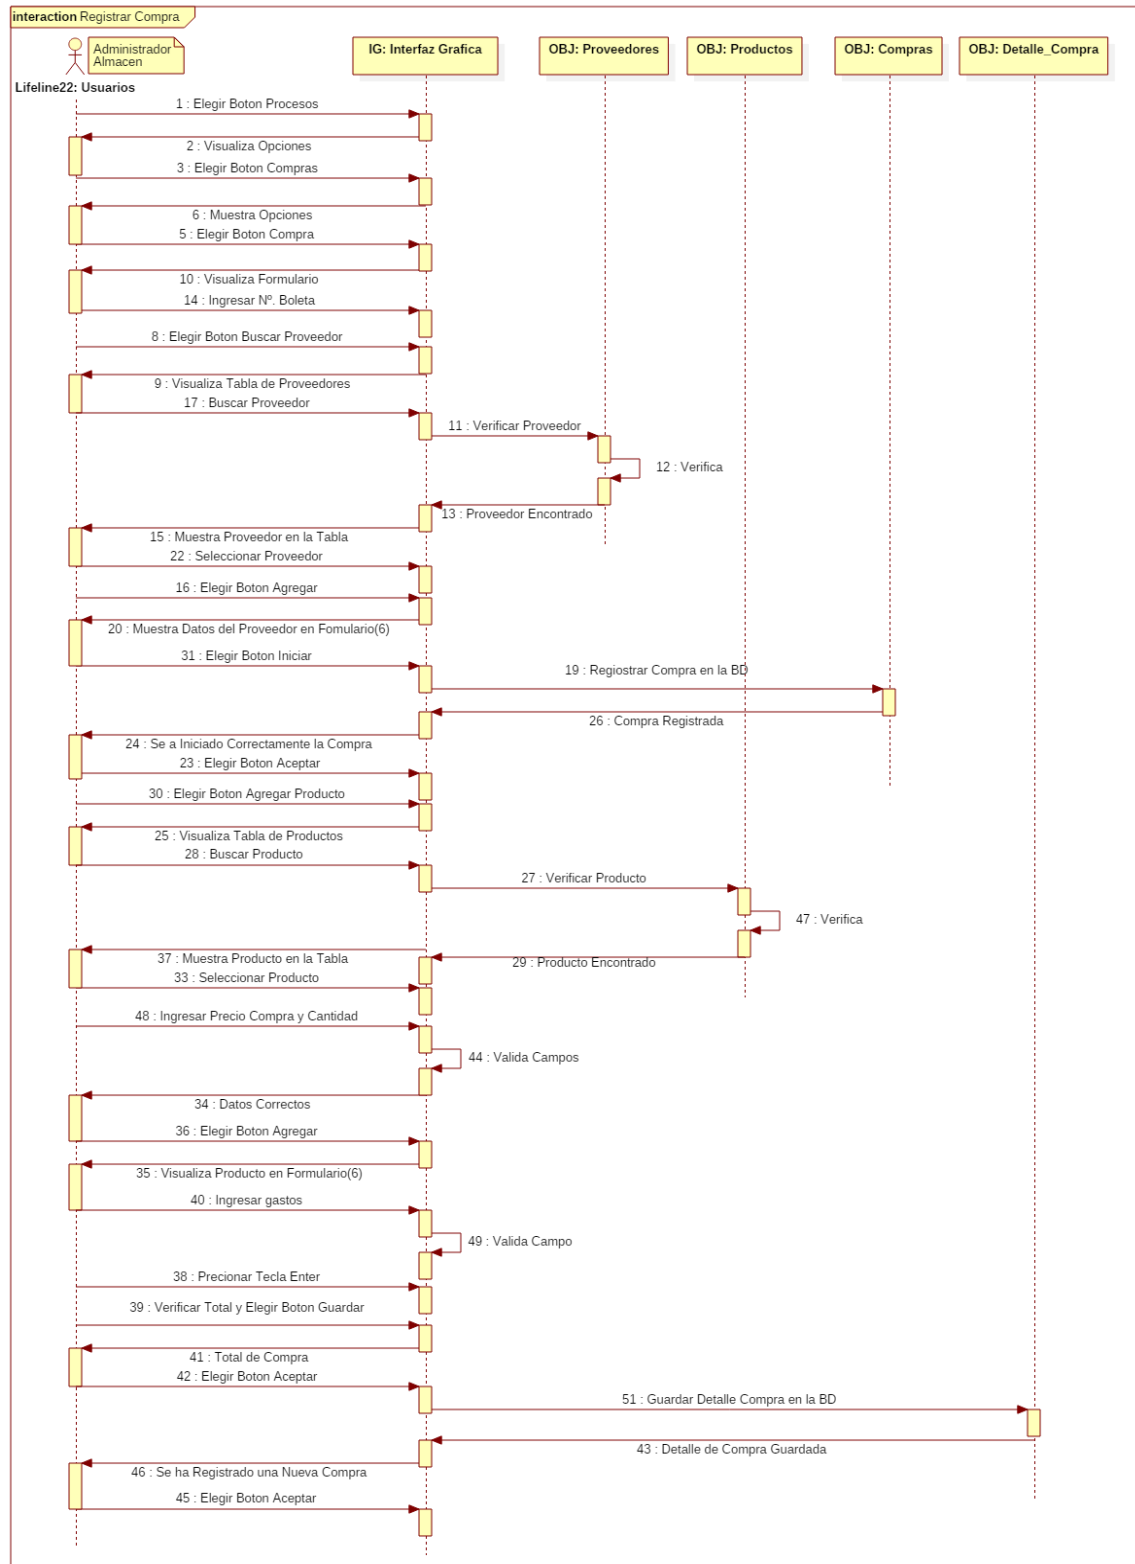 interaction Registrar Compra
Administrador
Almacen
Lifeline22: Usuarios
IG: Interfaz Grafica
OBJ: Proveedores
OBJ: Productos
OBJ: Compras
OBJ: Detalle_Compra
1 : Elegir Boton Procesos
2 : Visualiza Opciones
3 : Elegir Boton Compras
6 : Muestra Opciones
5 : Elegir Boton Compra
10 : Visualiza Formulario
14 : Ingresar Nº. Boleta
8 : Elegir Boton Buscar Proveedor
9 : Visualiza Tabla de Proveedores
17 : Buscar Proveedor
11 : Verificar Proveedor
12 : Verifica
13 : Proveedor Encontrado
15 : Muestra Proveedor en la Tabla
22 : Seleccionar Proveedor
16 : Elegir Boton Agregar
20 : Muestra Datos del Proveedor en Fomulario(6)
31 : Elegir Boton Iniciar
19 : Regiostrar Compra en la BD
26 : Compra Registrada
24 : Se a Iniciado Correctamente la Compra
23 : Elegir Boton Aceptar
30 : Elegir Boton Agregar Producto
25 : Visualiza Tabla de Productos
28 : Buscar Producto
27 : Verificar Producto
47 : Verifica
37 : Muestra Producto en la Tabla
29 : Producto Encontrado
33 : Seleccionar Producto
48 : Ingresar Precio Compra y Cantidad
44 : Valida Campos
34 : Datos Correctos
36 : Elegir Boton Agregar
35 : Visualiza Producto en Formulario(6)
40 : Ingresar gastos
49 : Valida Campo
38 : Precionar Tecla Enter
39 : Verificar Total y Elegir Boton Guardar
41 : Total de Compra
42 : Elegir Boton Aceptar
51 : Guardar Detalle Compra en la BD
43 : Detalle de Compra Guardada
46 : Se ha Registrado una Nueva Compra
45 : Elegir Boton Aceptar